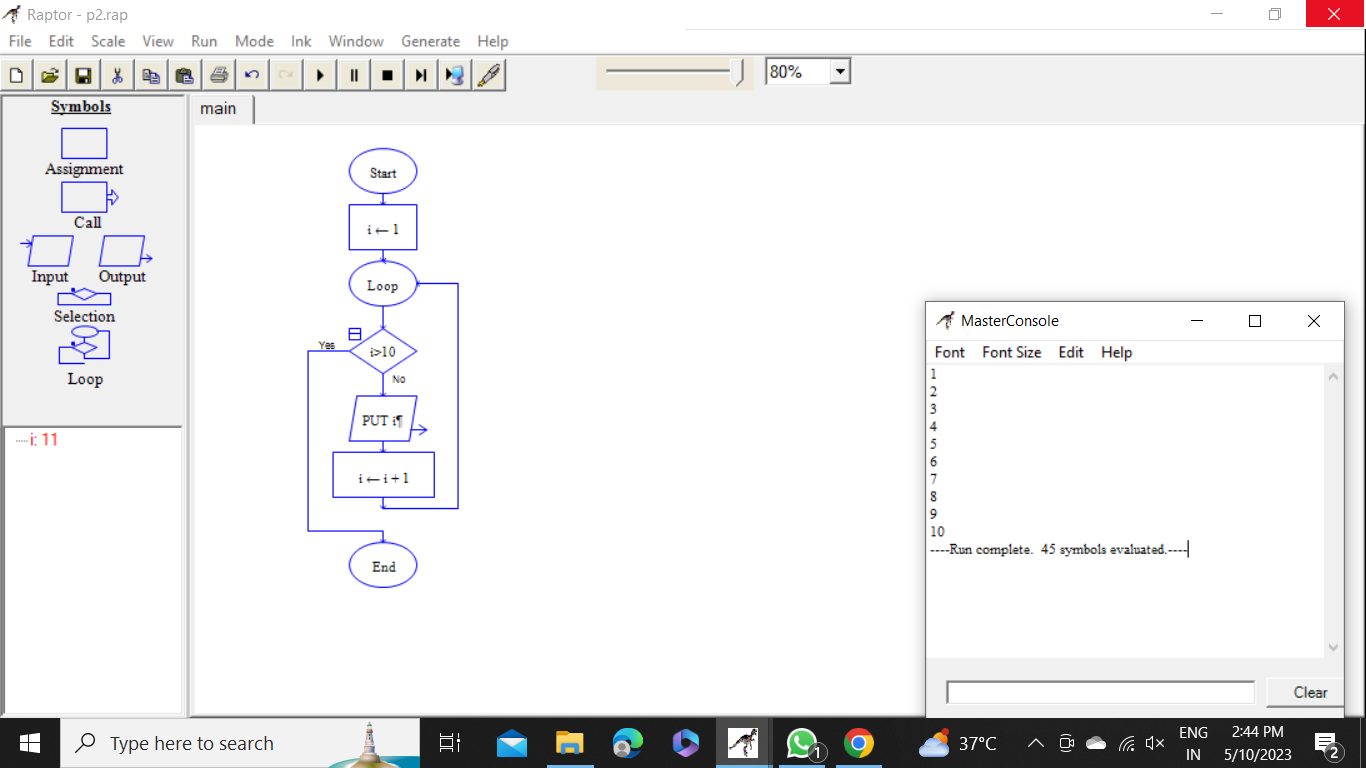 Raptor - p2.rap
File Edit Scale View Run Mode Ink Window Generate Help
80%
Symbols
main
Assignment
Call
Input Output
Selection
Loop
i: 11
Start
i ← 1
Loop
i>10
Yes
No
PUT i¶
i ← i + 1
End
MasterConsole
Font Font Size Edit Help
1
2
3
4
5
6
7
8
9
10
----Run complete.  45 symbols evaluated.----
Clear
Type here to search
1
37°C
ENG
IN
2:44 PM
5/10/2023
2